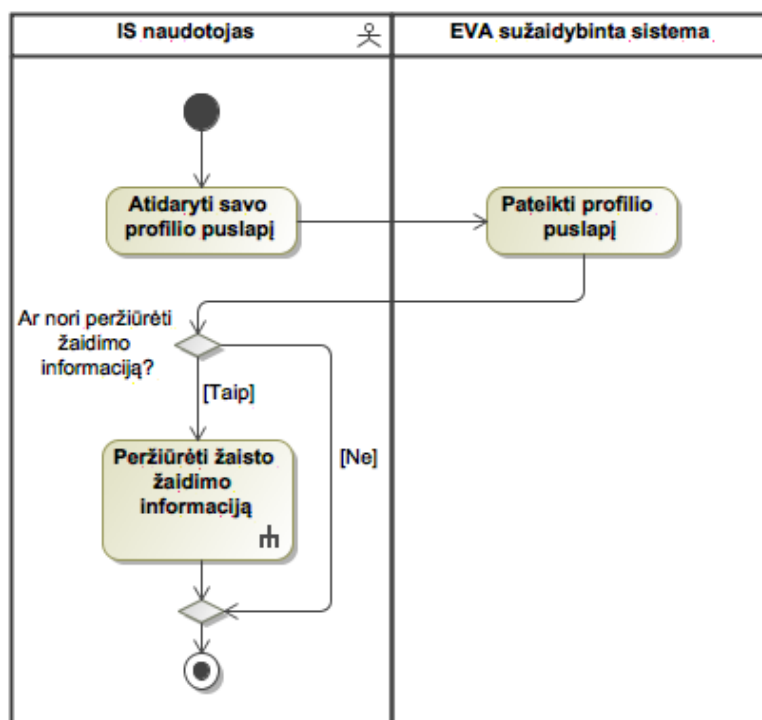 IS naudotojas
EVA sužaidybinta sistema
Atidaryti savo
profilio puslapį
Pateikti profilio
puslapį
Ar nori peržiūrėti
žaidimo
informaciją?
[Taip]
[Ne]
Peržiūrėti žaisto
žaidimo
informaciją